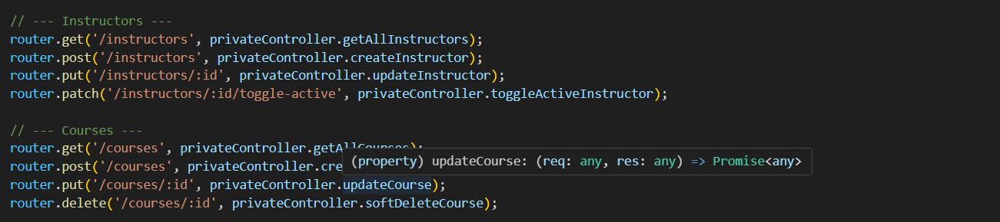 // --- Instructors ---
router.get('/instructors', privateController.getAllInstructors);
router.post('/instructors', privateController.createInstructor);
router.put('/instructors/:id', privateController.updateInstructor);
router.patch('/instructors/:id/toggle-active', privateController.toggleActiveInstructor);
// --- Courses ---
router.get('/courses', privateController.getAllCourses);
router.post('/courses', privateController.cre
(property) updateCourse: (req: any, res: any) => Promise<any>
router.put('/courses/:id', privateController.updateCourse);
router.delete('/courses/:id', privateController.softDeleteCourse);